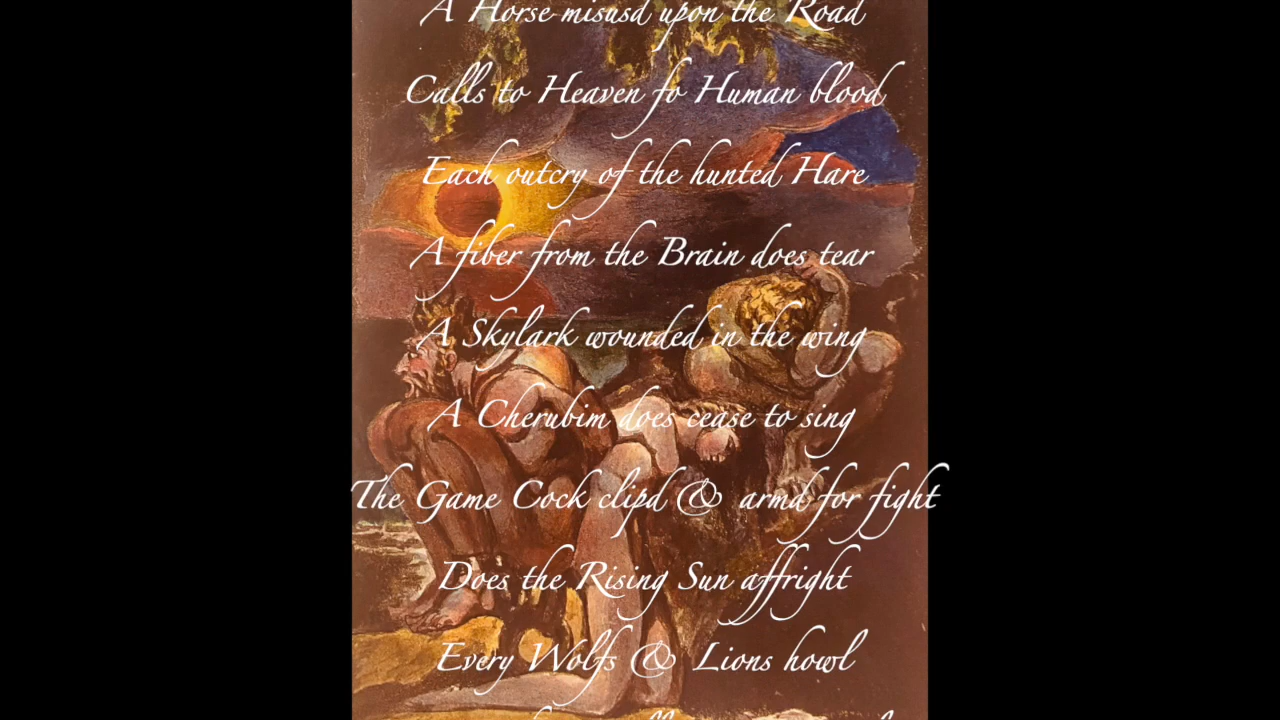 A Horse misusd upon the Road
Calls to Heaven fo Human blood
Each outcry of the hunted Hare
A fiber from the Brain does tear
A Skylark wounded in the wing
A Cherubim does cease to sing
The Game Cock clipd & armd for fight
Does the Rising Sun affright
Every Wolfs & Lions howl